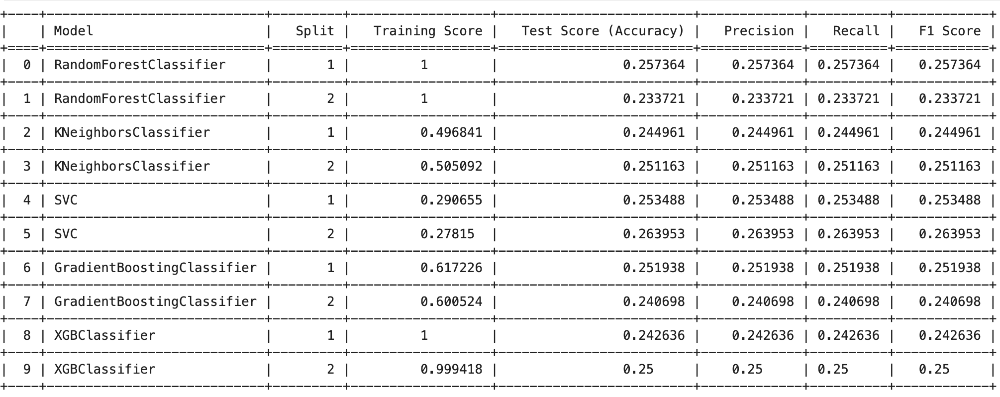 +----+----------------------------+---------+------------------+-------------------------+-------------+----------+------------+
|    | Model                      |   Split |   Training Score |   Test Score (Accuracy) |   Precision |   Recall |   F1 Score |
+====+============================+=========+==================+=========================+=============+==========+============+
|  0 | RandomForestClassifier     |       1 |         1        |                0.257364 |    0.257364 | 0.257364 |   0.257364 |
+----+----------------------------+---------+------------------+-------------------------+-------------+----------+------------+
|  1 | RandomForestClassifier     |       2 |         1        |                0.233721 |    0.233721 | 0.233721 |   0.233721 |
+----+----------------------------+---------+------------------+-------------------------+-------------+----------+------------+
|  2 | KNeighborsClassifier       |       1 |         0.496841 |                0.244961 |    0.244961 | 0.244961 |   0.244961 |
+----+----------------------------+---------+------------------+-------------------------+-------------+----------+------------+
|  3 | KNeighborsClassifier       |       2 |         0.505092 |                0.251163 |    0.251163 | 0.251163 |   0.251163 |
+----+----------------------------+---------+------------------+-------------------------+-------------+----------+------------+
|  4 | SVC                        |       1 |         0.290655 |                0.253488 |    0.253488 | 0.253488 |   0.253488 |
+----+----------------------------+---------+------------------+-------------------------+-------------+----------+------------+
|  5 | SVC                        |       2 |         0.27815  |                0.263953 |    0.263953 | 0.263953 |   0.263953 |
+----+----------------------------+---------+------------------+-------------------------+-------------+----------+------------+
|  6 | GradientBoostingClassifier |       1 |         0.617226 |                0.251938 |    0.251938 | 0.251938 |   0.251938 |
+----+----------------------------+---------+------------------+-------------------------+-------------+----------+------------+
|  7 | GradientBoostingClassifier |       2 |         0.600524 |                0.240698 |    0.240698 | 0.240698 |   0.240698 |
+----+----------------------------+---------+------------------+-------------------------+-------------+----------+------------+
|  8 | XGBClassifier              |       1 |         1        |                0.242636 |    0.242636 | 0.242636 |   0.242636 |
+----+----------------------------+---------+------------------+-------------------------+-------------+----------+------------+
|  9 | XGBClassifier              |       2 |         0.999418 |                0.25     |    0.25     | 0.25     |   0.25     |
+----+----------------------------+---------+------------------+-------------------------+-------------+----------+------------+